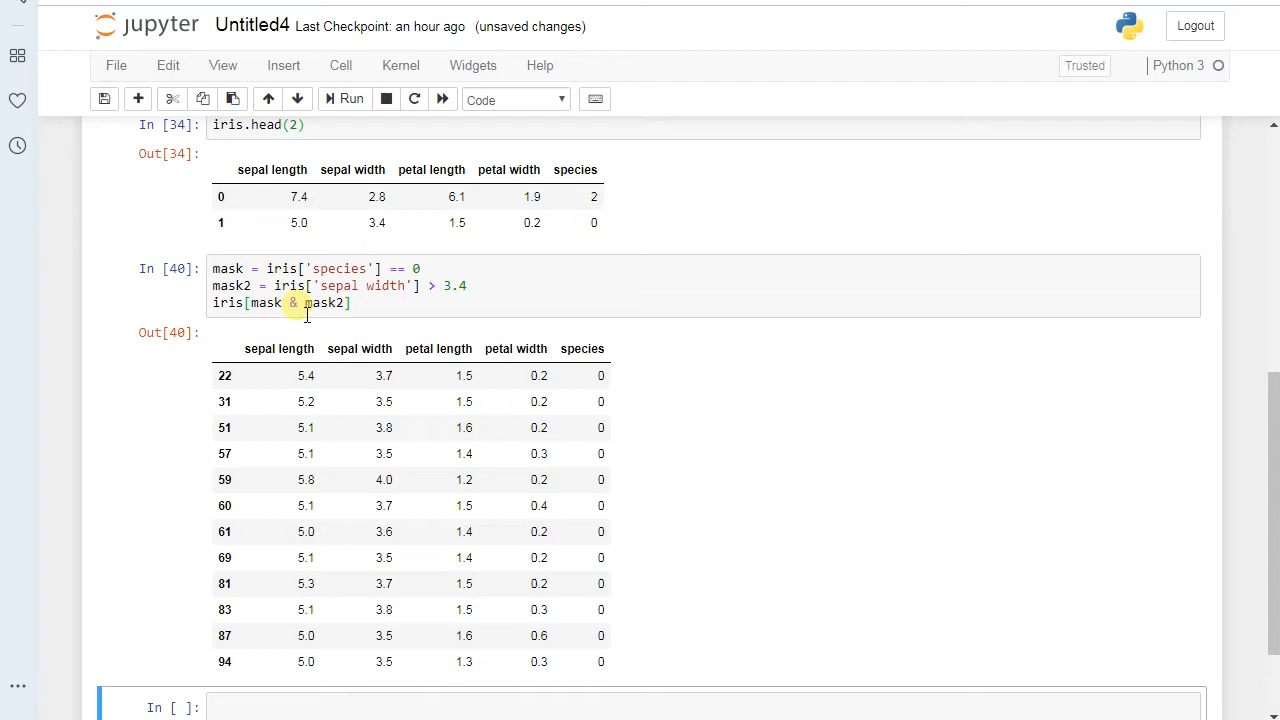 jupyter Untitled4 Last Checkpoint: an hour ago (unsaved changes) Logout
File Edit View Insert Cell Kernel Widgets Help Trusted Python 3
Run Code
In [34]: iris.head(2)
Out[34]:
sepal length sepal width petal length petal width species
0 7.4 2.8 6.1 1.9 2
1 5.0 3.4 1.5 0.2 0
In [40]: mask = iris['species'] == 0
mask2 = iris['sepal width'] > 3.4
iris[mask & mask2]
Out[40]:
sepal length sepal width petal length petal width species
22 5.4 3.7 1.5 0.2 0
31 5.2 3.5 1.5 0.2 0
51 5.1 3.8 1.6 0.2 0
57 5.1 3.5 1.4 0.3 0
59 5.8 4.0 1.2 0.2 0
60 5.1 3.7 1.5 0.4 0
61 5.0 3.6 1.4 0.2 0
69 5.1 3.5 1.4 0.2 0
81 5.3 3.7 1.5 0.2 0
83 5.1 3.8 1.5 0.3 0
87 5.0 3.5 1.6 0.6 0
94 5.0 3.5 1.3 0.3 0
In [ ]: